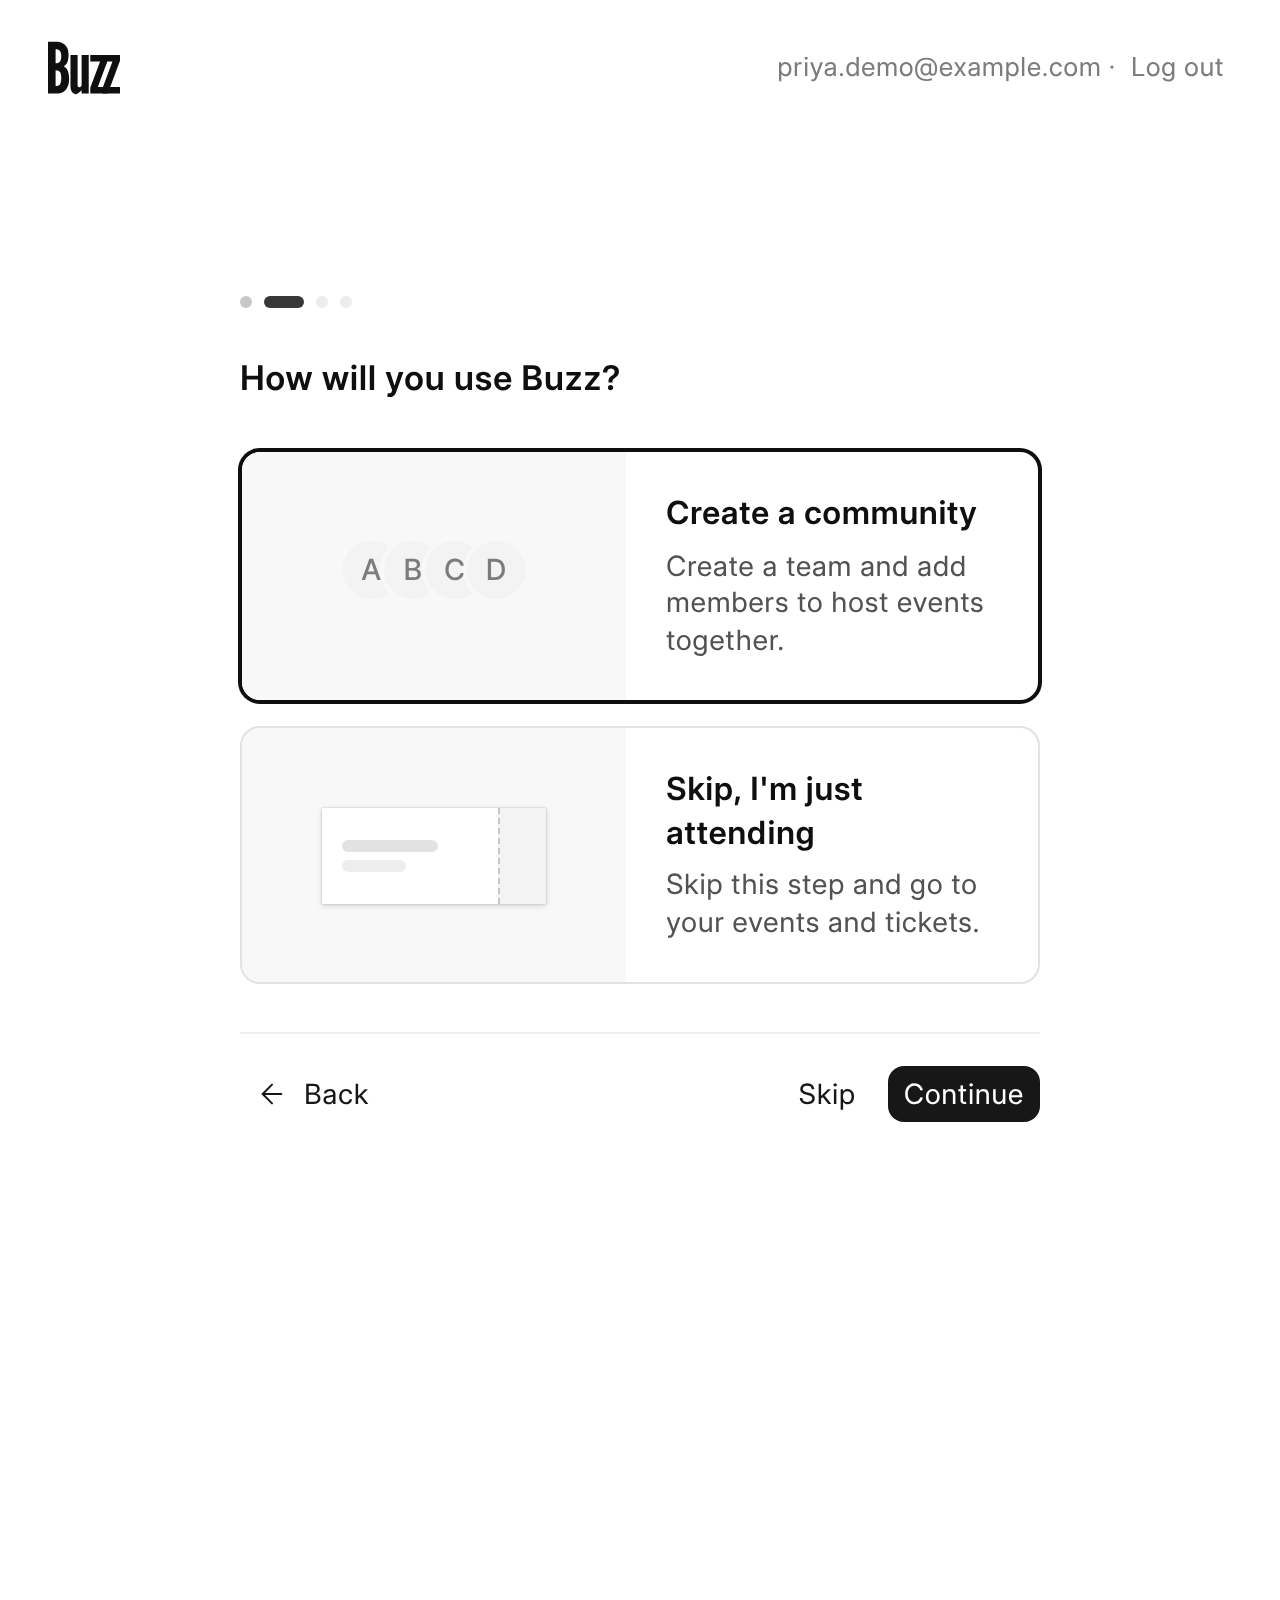 Buzz
priya.demo@example.com · Log out
How will you use Buzz?
A B C D
Create a community
Create a team and add
members to host events
together.
Skip, I'm just
attending
Skip this step and go to
your events and tickets.
← Back
Skip
Continue